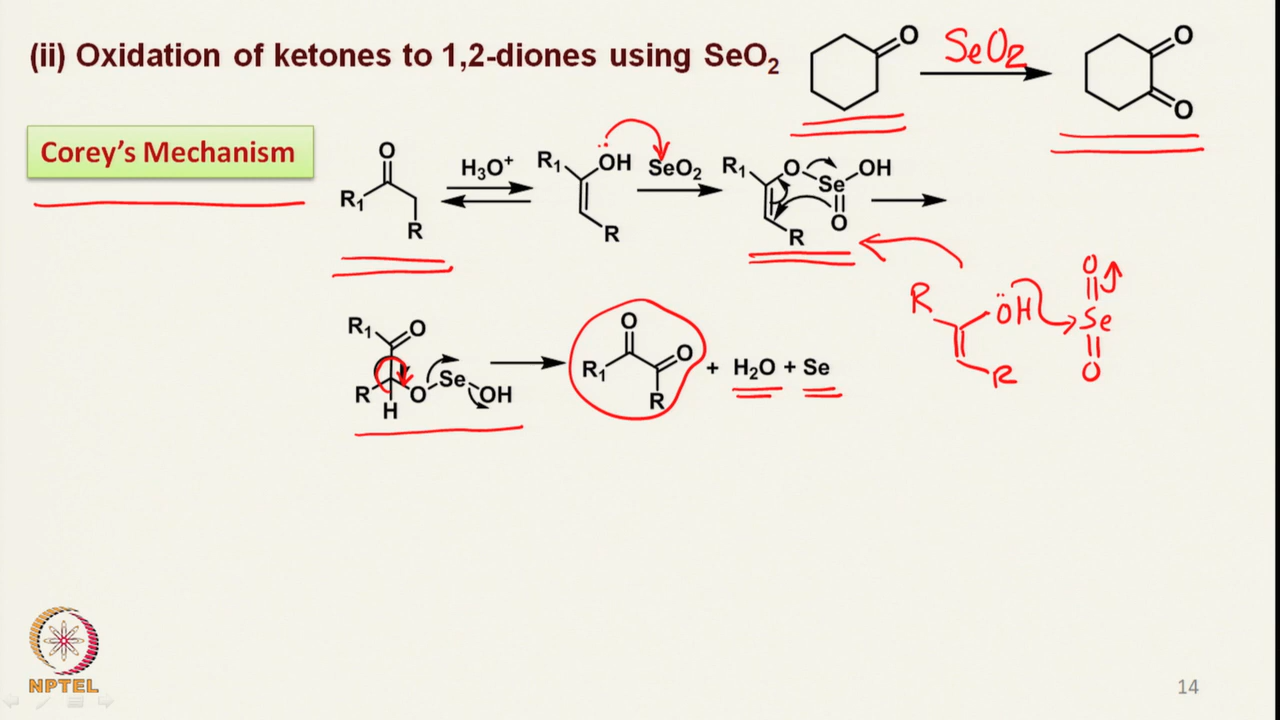 (ii) Oxidation of ketones to 1,2-diones using SeO₂
O
SeO₂
O
O
Corey's Mechanism
O
R₁
R
H₃O⁺
R₁
OH
R
SeO₂
R₁
O
Se
OH
O
R
R
ÖH
R
O
Se
O
R₁
O
R
H
O
Se
OH
O
R₁
O
R
+ H₂O + Se
NPTEL
14